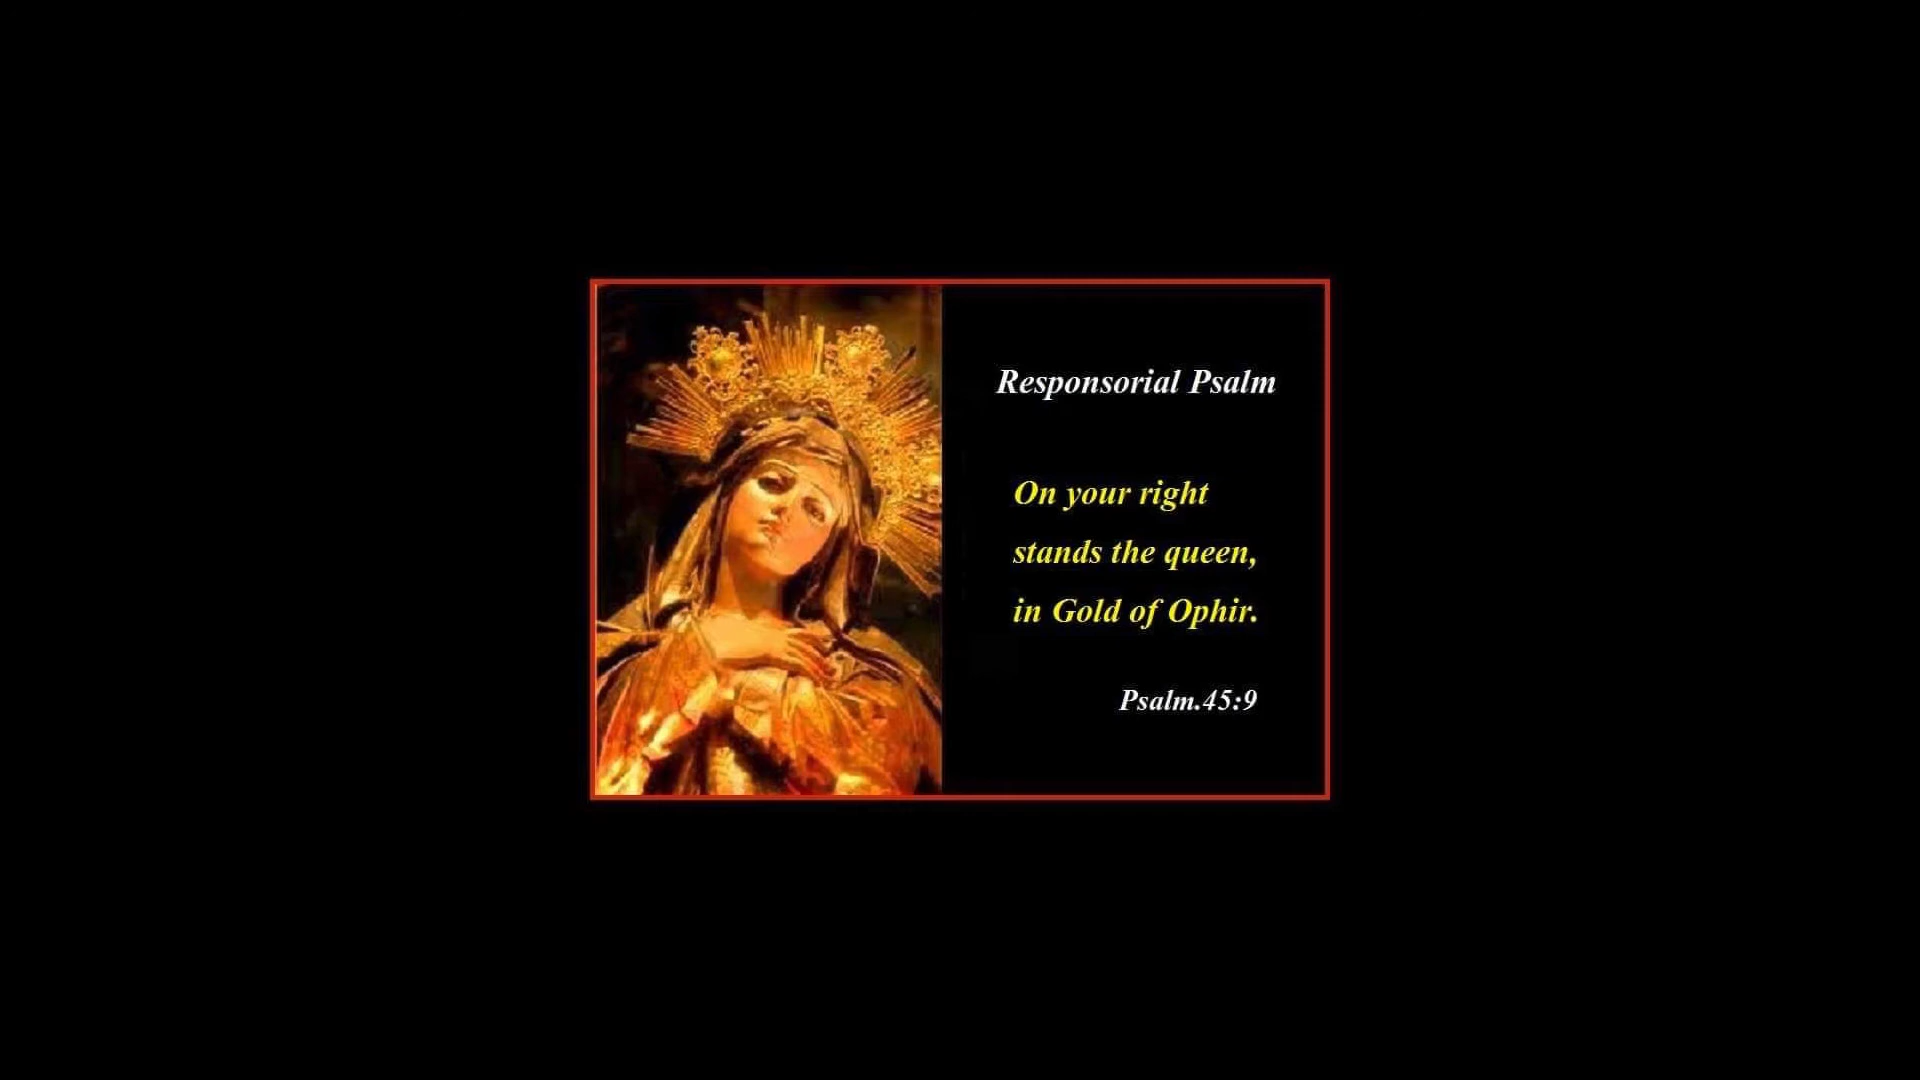 Responsorial Psalm
On your right
stands the queen,
in Gold of Ophir.
Psalm.45:9